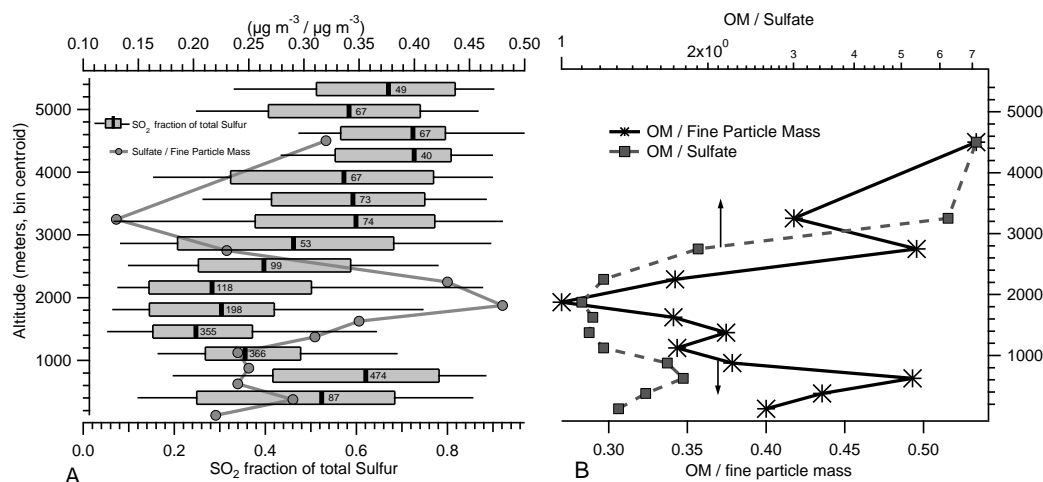 (µg m⁻³ / µg m⁻³)
0.10 0.15 0.20 0.25 0.30 0.35 0.40 0.45 0.50
5000
4000
3000
2000
1000
Altitude (meters, bin centroid)
SO₂ fraction of total Sulfur
Sulfate / Fine Particle Mass
49
67
67
40
67
73
74
53
99
118
198
355
366
474
87
0.0 0.2 0.4 0.6 0.8
SO₂ fraction of total Sulfur
A
OM / Sulfate
1 2x10⁰ 3 4 5 6 7
OM / Fine Particle Mass
OM / Sulfate
5000
4000
3000
2000
1000
0.30 0.35 0.40 0.45 0.50
OM / fine particle mass
B